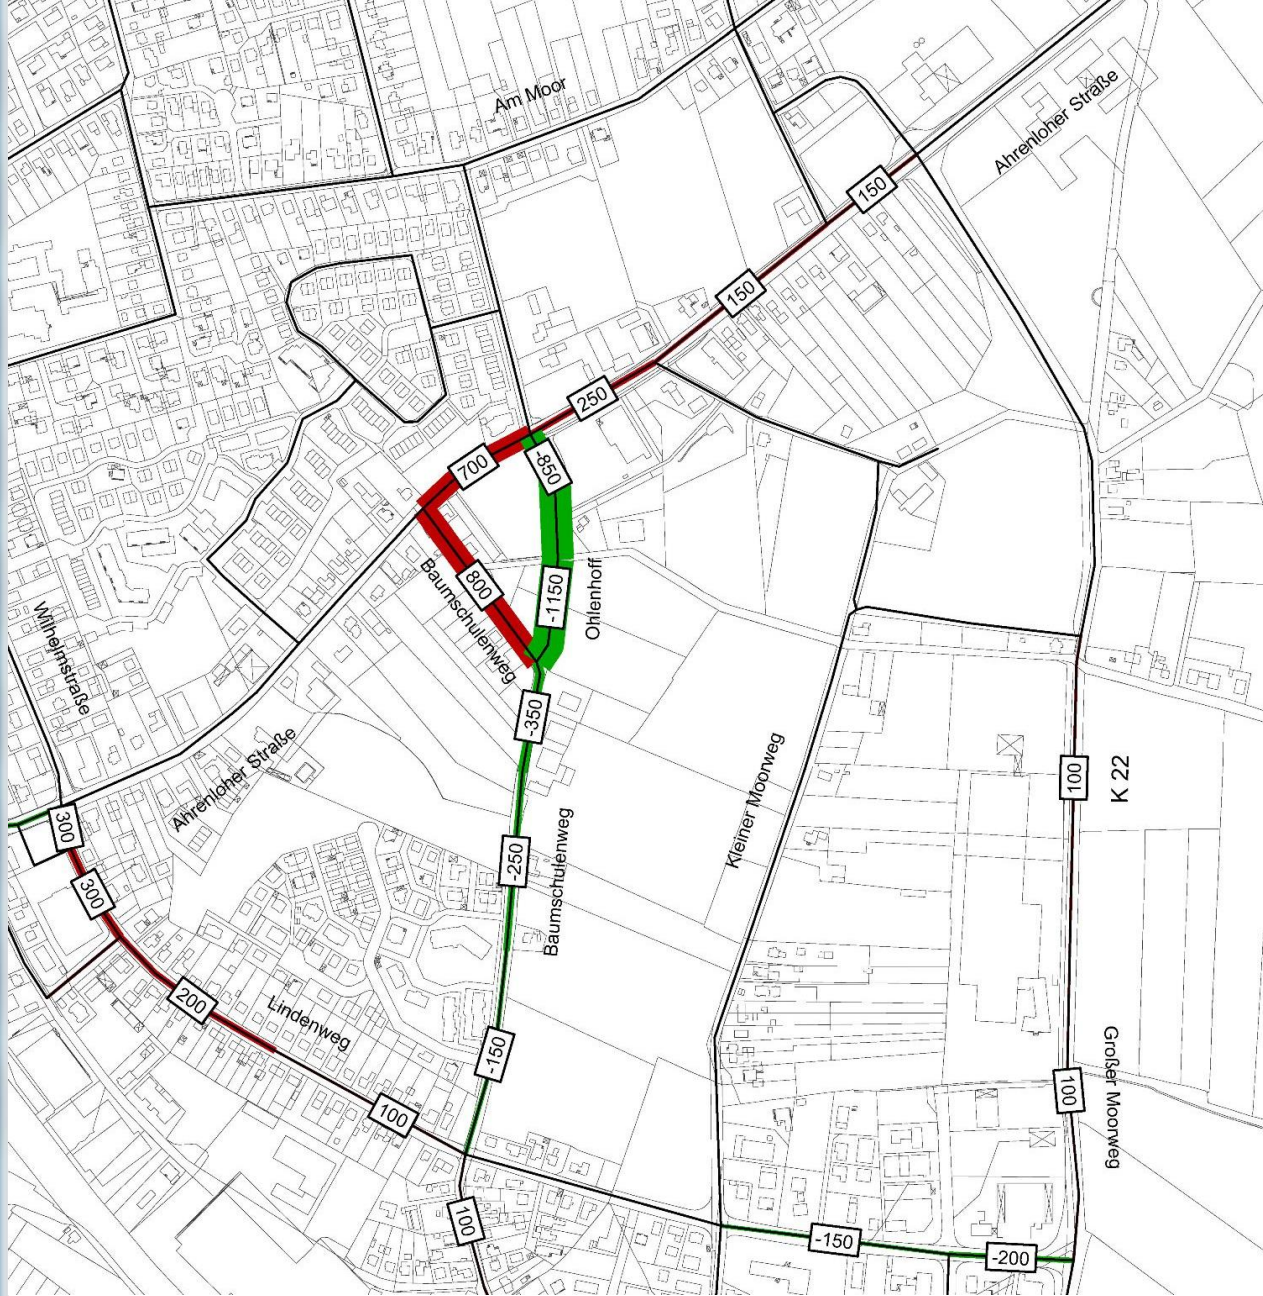 Am Moor
Ahrenloher Straße
150
150
250
700
-850
800
Baumschulenweg
-1150
Ohlenhoff
Wilhelmstraße
-350
Ahrenloher Straße
Kleiner Moorweg
100
K 22
300
-250
Baumschulenweg
300
200
Lindenweg
-150
100
100
Großer Moorweg
100
-150
-200